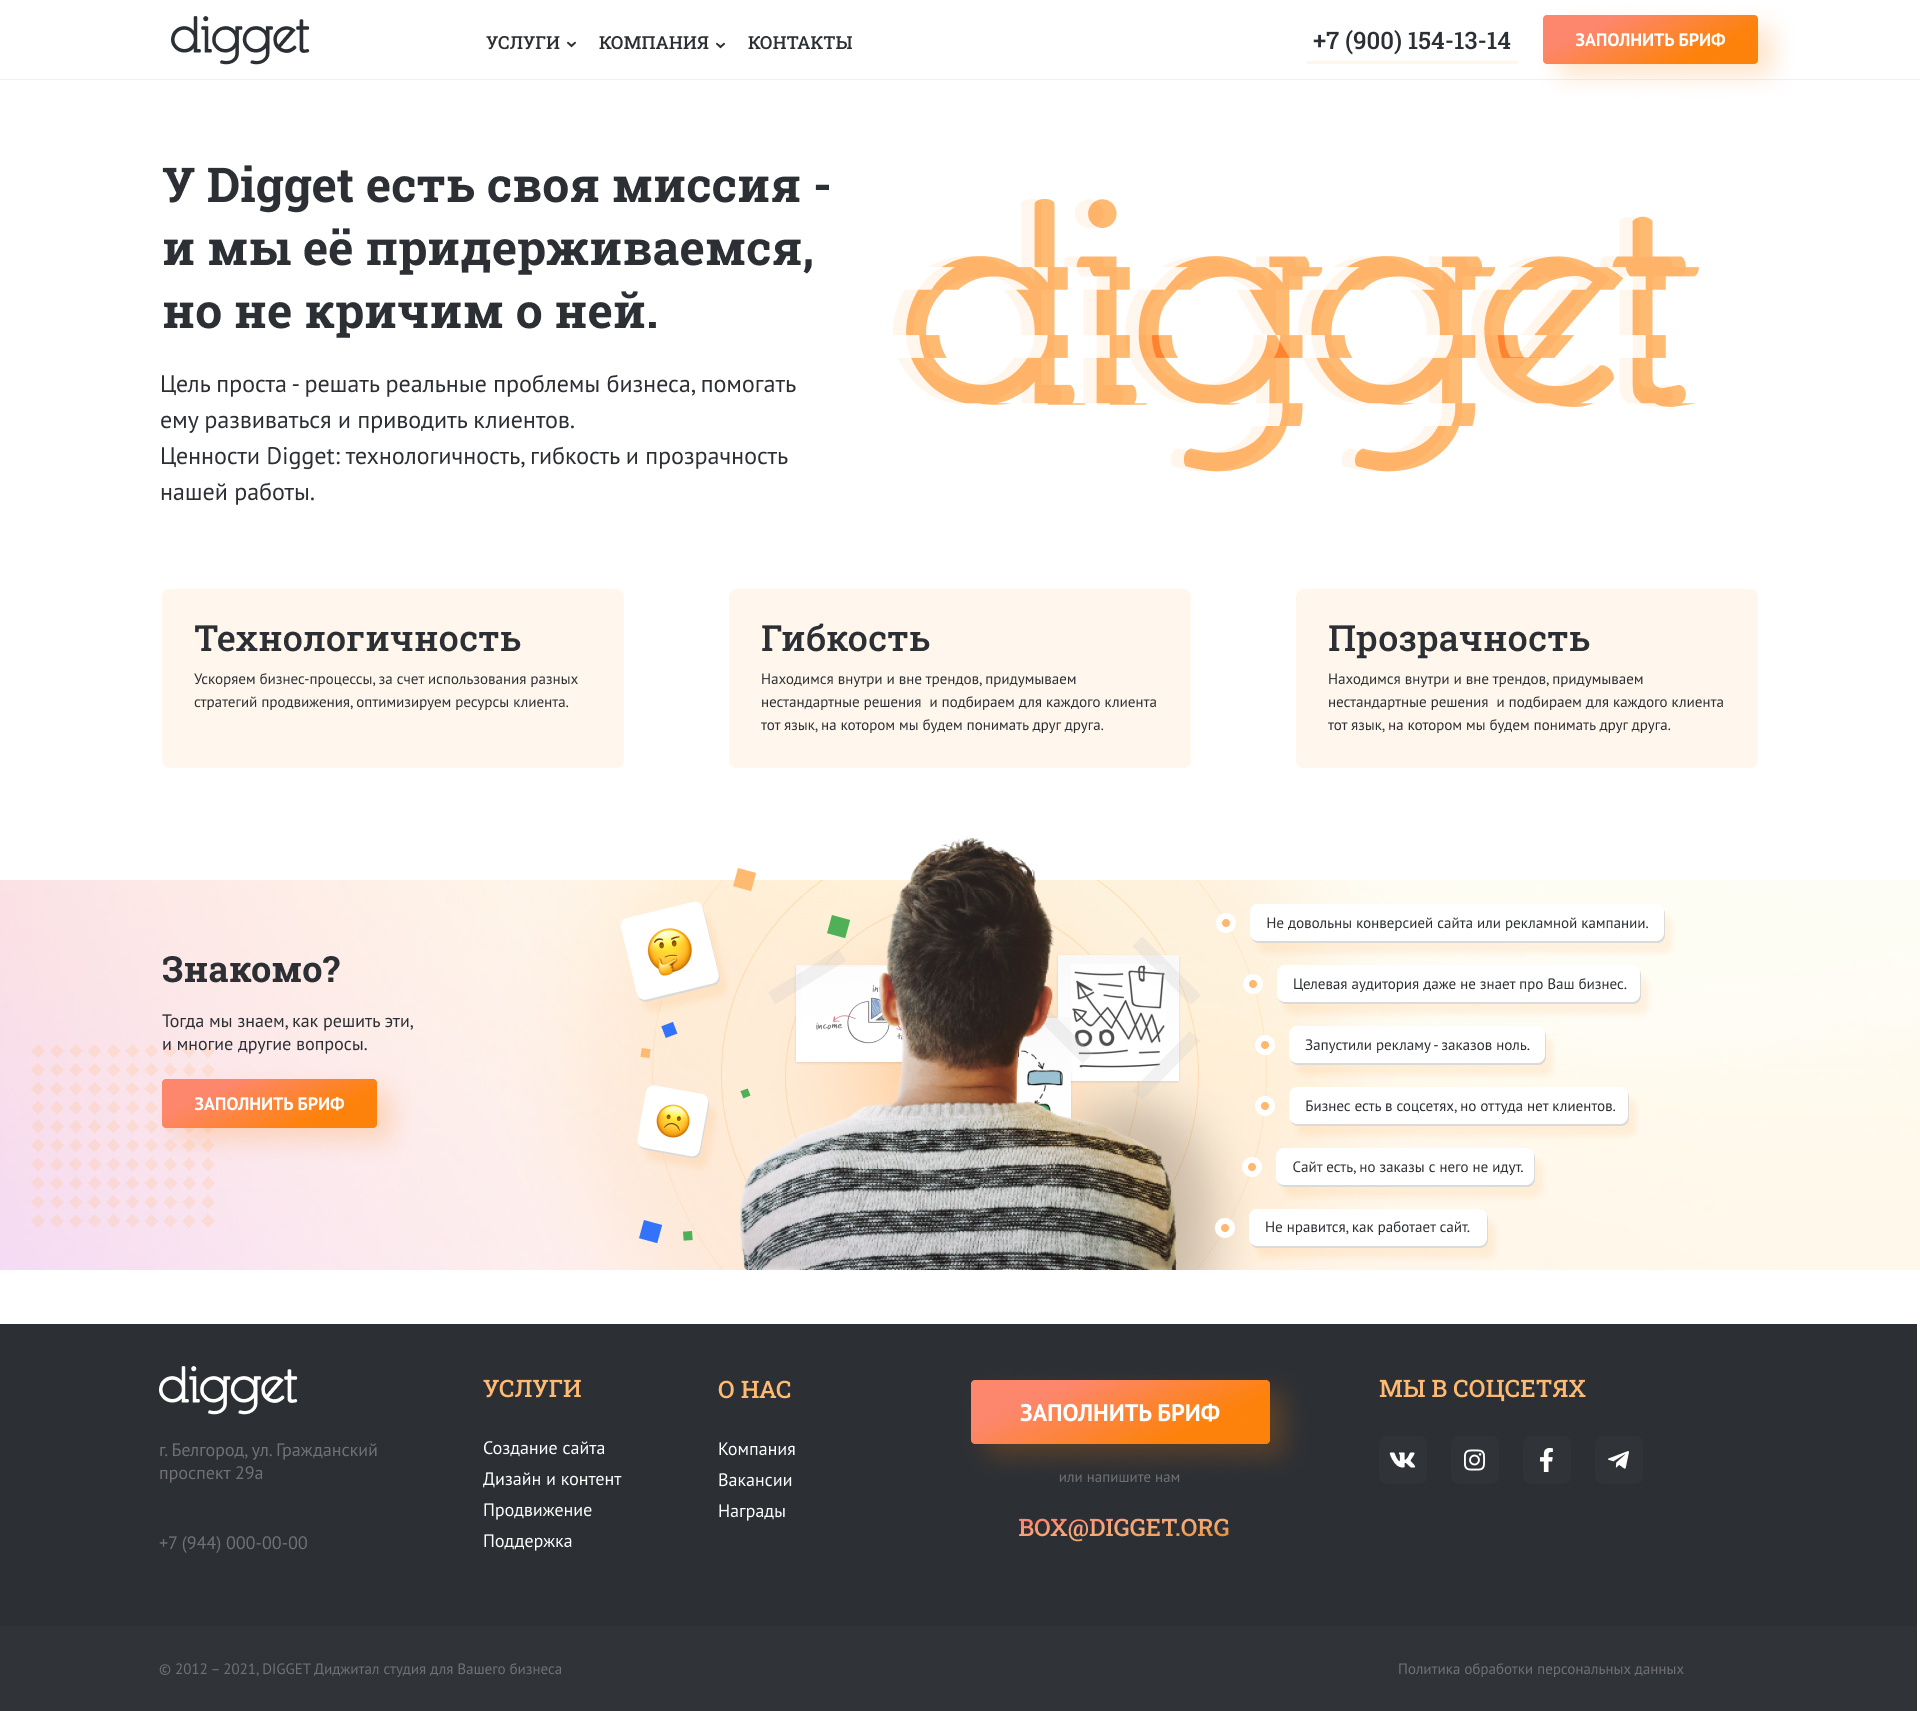 digget
УСЛУГИ
КОМПАНИЯ
КОНТАКТЫ
+7 (900) 154-13-14
ЗАПОЛНИТЬ БРИФ
У Digget есть своя миссия -
и мы её придерживаемся,
но не кричим о ней.
Цель проста - решать реальные проблемы бизнеса, помогать
ему развиваться и приводить клиентов.
Ценности Digget: технологичность, гибкость и прозрачность
нашей работы.
digget
Технологичность
Ускоряем бизнес-процессы, за счет использования разных
стратегий продвижения, оптимизируем ресурсы клиента.
Гибкость
Находимся внутри и вне трендов, придумываем
нестандартные решения  и подбираем для каждого клиента
тот язык, на котором мы будем понимать друг друга.
Прозрачность
Находимся внутри и вне трендов, придумываем
нестандартные решения  и подбираем для каждого клиента
тот язык, на котором мы будем понимать друг друга.
Знакомо?
Тогда мы знаем, как решить эти,
и многие другие вопросы.
ЗАПОЛНИТЬ БРИФ
income
Не довольны конверсией сайта или рекламной кампании.
Целевая аудитория даже не знает про Ваш бизнес.
Запустили рекламу - заказов ноль.
Бизнес есть в соцсетях, но оттуда нет клиентов.
Сайт есть, но заказы с него не идут.
Не нравится, как работает сайт.
digget
г. Белгород, ул. Гражданский
проспект 29а
+7 (944) 000-00-00
УСЛУГИ
Создание сайта
Дизайн и контент
Продвижение
Поддержка
О НАС
Компания
Вакансии
Награды
ЗАПОЛНИТЬ БРИФ
или напишите нам
BOX@DIGGET.ORG
МЫ В СОЦСЕТЯХ
© 2012 – 2021, DIGGET Диджитал студия для Вашего бизнеса
Политика обработки персональных данных